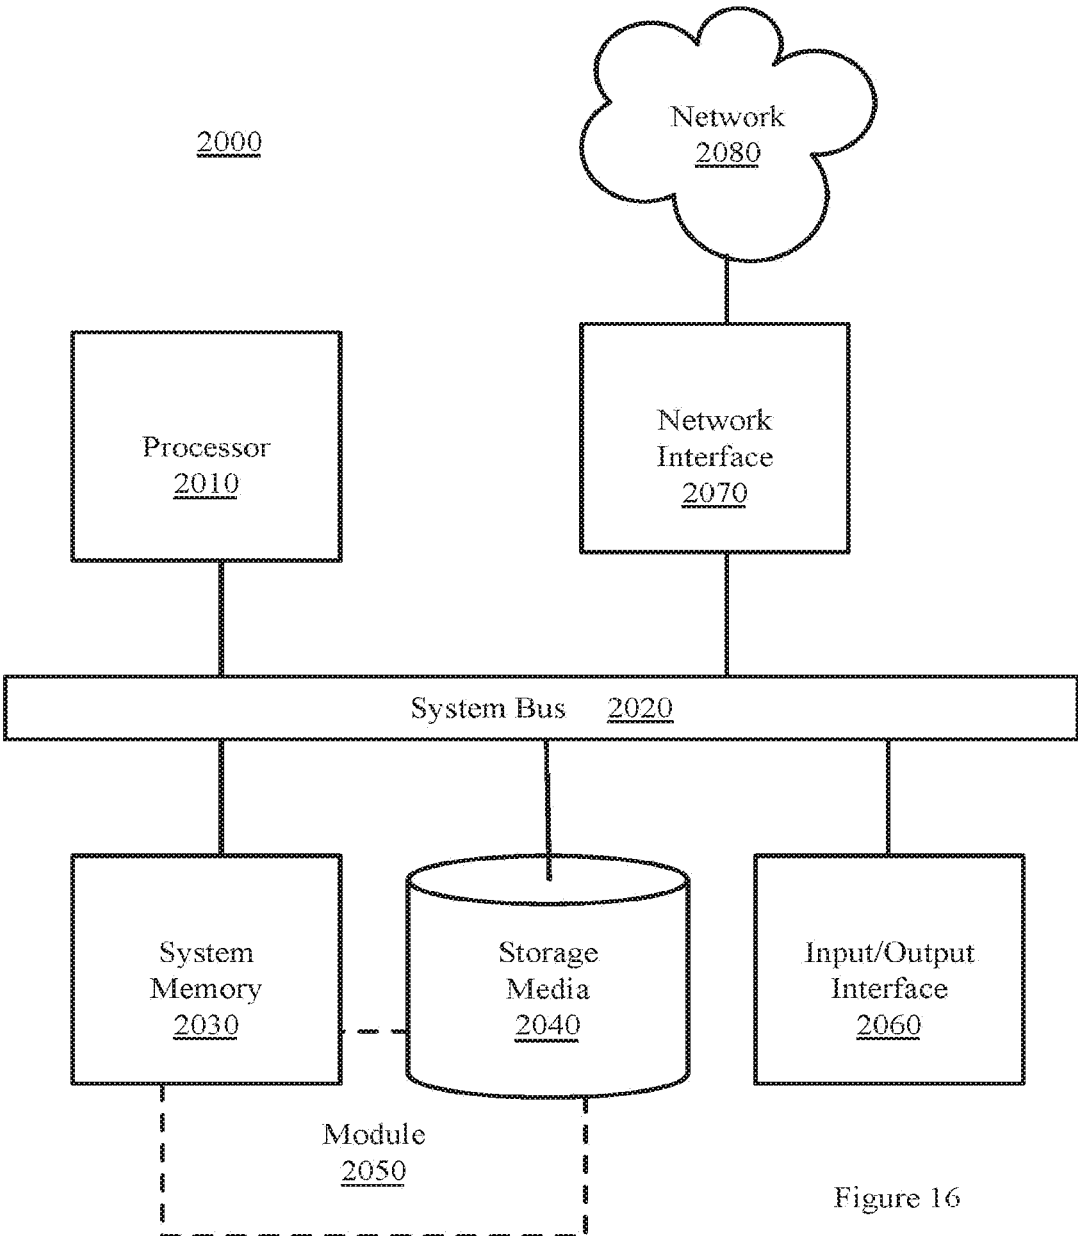 Network
2080
2000
Network
Interface
2070
Processor
2010
System Bus 2020
System
Memory
2030
Storage
Media
2040
Input/Output
Interface
2060
Module
2050
Figure 16